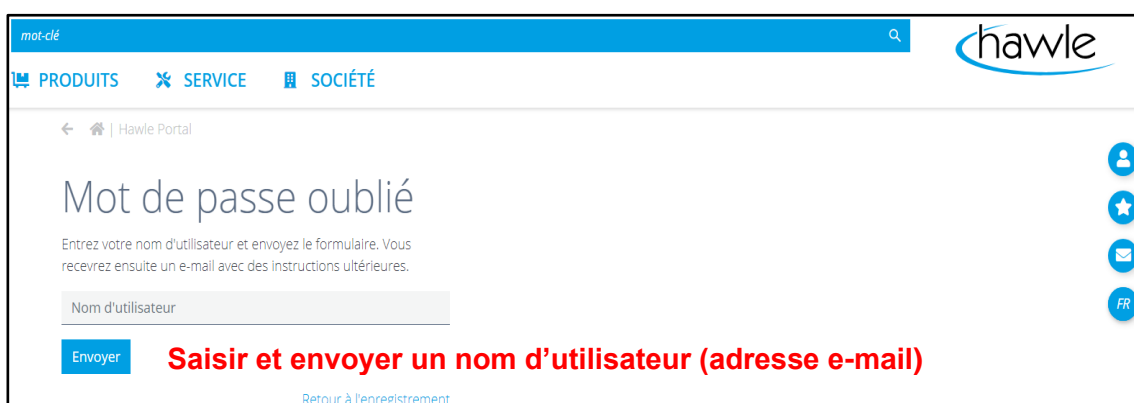 mot-clé
hawle
PRODUITS SERVICE SOCIÉTÉ
| Hawle Portal
Mot de passe oublié
Entrez votre nom d'utilisateur et envoyez le formulaire. Vous
recevrez ensuite un e-mail avec des instructions ultérieures.
Nom d'utilisateur
FR
Envoyer
Saisir et envoyer un nom d’utilisateur (adresse e-mail)
Retour à l'enregistrement